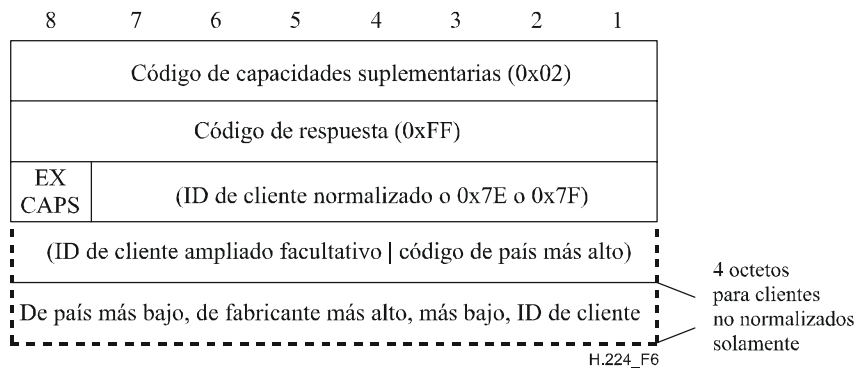 8 7 6 5 4 3 2 1
Código de capacidades suplementarias (0x02)
Código de respuesta (0xFF)
EX
CAPS
(ID de cliente normalizado o 0x7E o 0x7F)
(ID de cliente ampliado facultativo | código de país más alto)
De país más bajo, de fabricante más alto, más bajo, ID de cliente
4 octetos
para clientes
no normalizados
solamente
H.224_F6